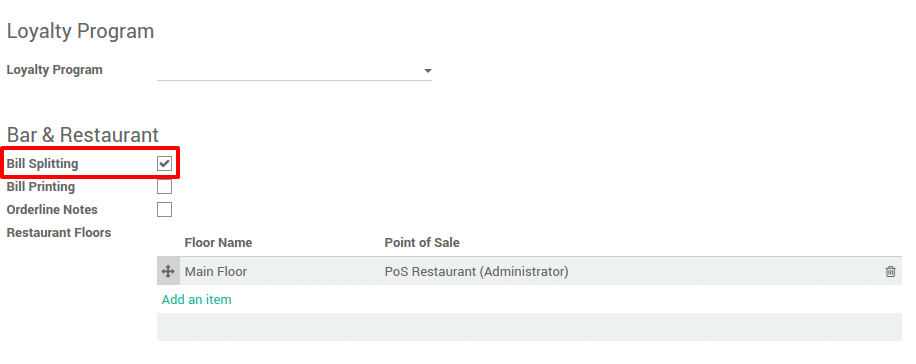 Loyalty Program
Loyalty Program
Bar & Restaurant
Bill Splitting
Bill Printing
Orderline Notes
Restaurant Floors
Floor Name Point of Sale
Main Floor PoS Restaurant (Administrator)
Add an item